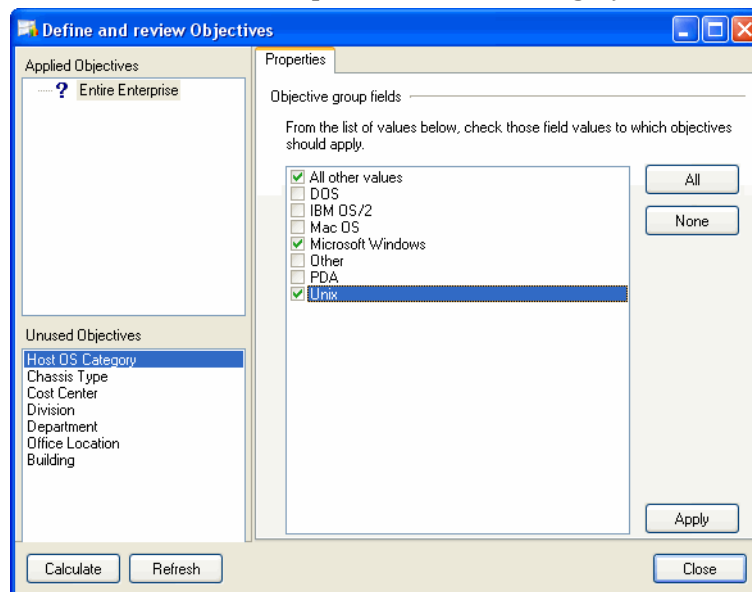 Define and review Objectives
Applied Objectives
? Entire Enterprise
Unused Objectives
Host OS Category
Chassis Type
Cost Center
Division
Department
Office Location
Building
Properties
Objective group fields
From the list of values below, check those field values to which objectives
should apply.
All other values
DOS
IBM OS/2
Mac OS
Microsoft Windows
Other
PDA
Unix
All
None
Apply
Calculate
Refresh
Close